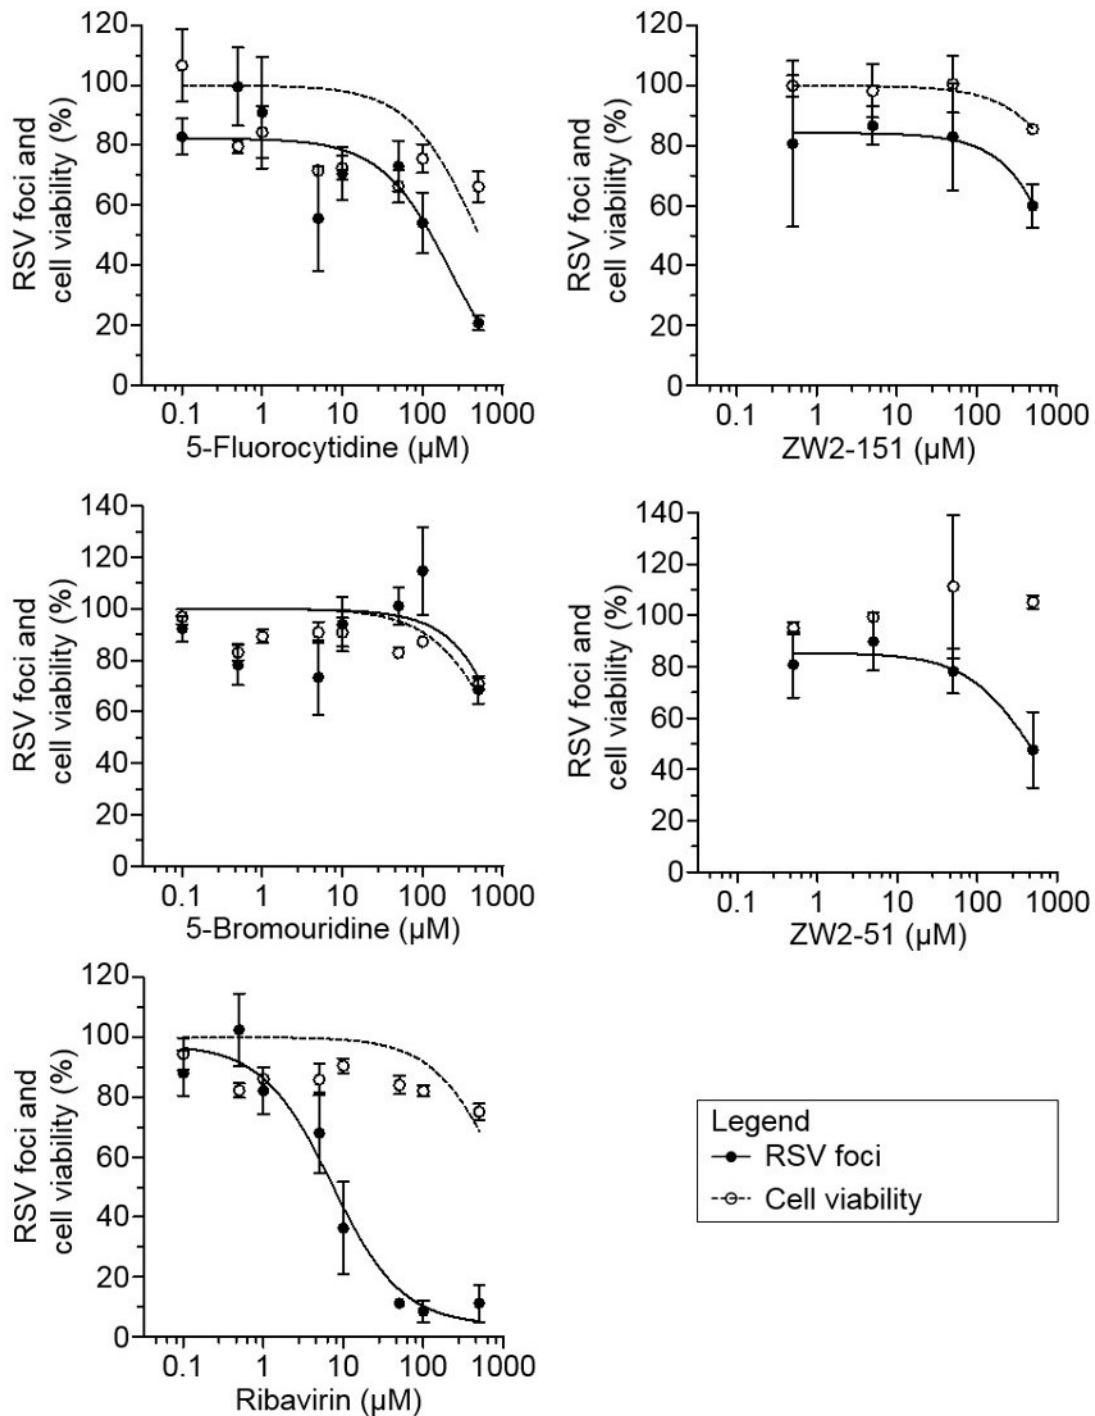 120
100
80
60
40
20
0
RSV foci and
cell viability (%)
0.1 1 10 100 1000
5-Fluorocytidine (µM)
120
100
80
60
40
20
0
RSV foci and
cell viability (%)
0.1 1 10 100 1000
ZW2-151 (µM)
140
120
100
80
60
40
20
0
RSV foci and
cell viability (%)
0.1 1 10 100 1000
5-Bromouridine (µM)
140
120
100
80
60
40
20
0
RSV foci and
cell viability (%)
0.1 1 10 100 1000
ZW2-51 (µM)
120
100
80
60
40
20
0
RSV foci and
cell viability (%)
0.1 1 10 100 1000
Ribavirin (µM)
Legend
RSV foci
Cell viability